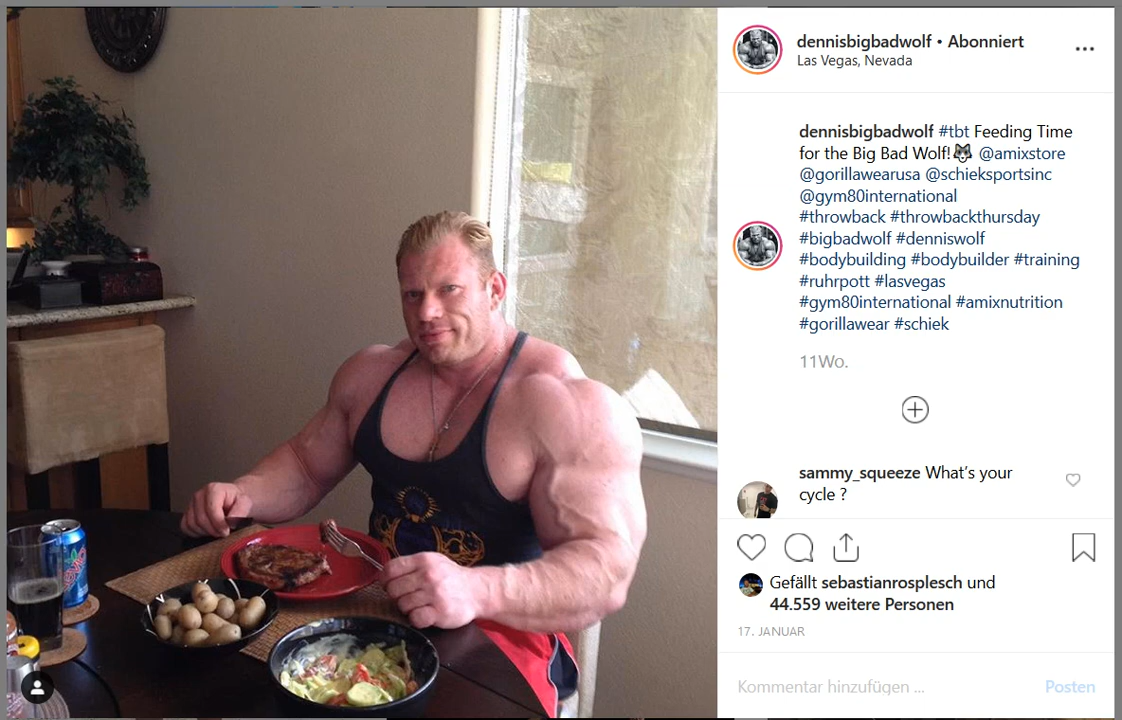 dennisbigbadwolf • Abonniert
Las Vegas, Nevada
dennisbigbadwolf #tbt Feeding Time
for the Big Bad Wolf!🐺 @amixstore
@gorillawearusa @schieksportsinc
@gym80international
#throwback #throwbackthursday
#bigbadwolf #denniswolf
#bodybuilding #bodybuilder #training
#ruhrpott #lasvegas
#gym80international #amixnutrition
#gorillawear #schiek
11Wo.
sammy_squeeze What's your
cycle ?
Gefällt sebastianrosplesch und
44.559 weitere Personen
17. JANUAR
Kommentar hinzufügen ...
Posten